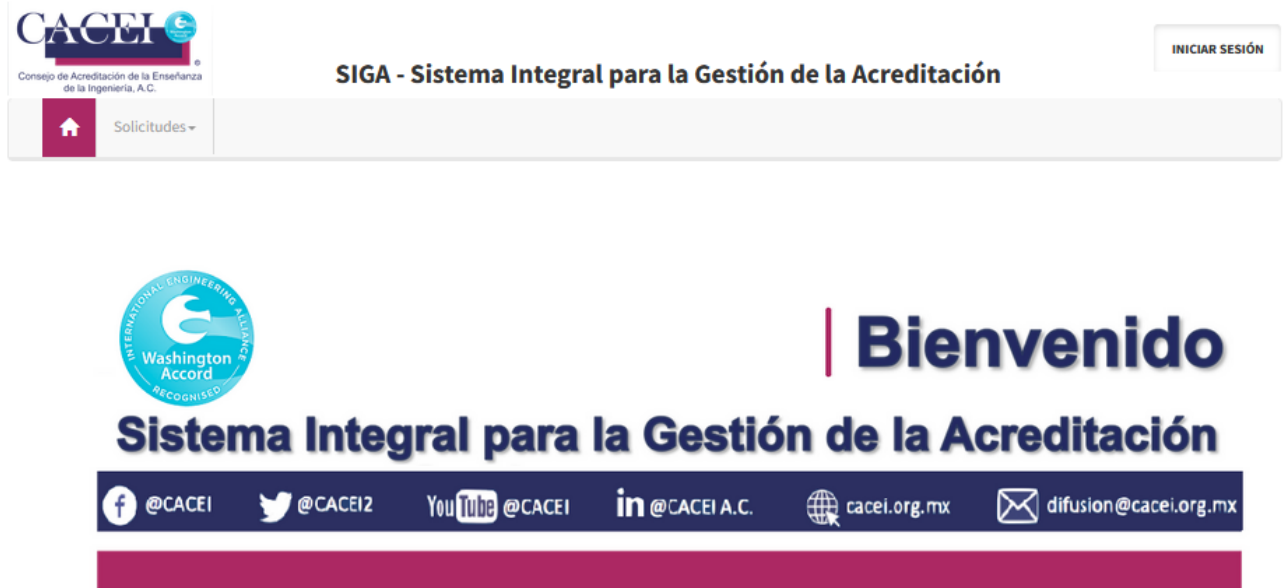 CACEI
Consejo de Acreditación de la Enseñanza
de la Ingeniería, A.C.
SIGA - Sistema Integral para la Gestión de la Acreditación
INICIAR SESIÓN
Solicitudes
INTERNATIONAL ENGINEERING ALLIANCE
Washington
Accord
RECOGNISED
Bienvenido
Sistema Integral para la Gestión de la Acreditación
@CACEI @CACEI2 YouTube @CACEI in @CACEI A.C. cacei.org.mx difusion@cacei.org.mx